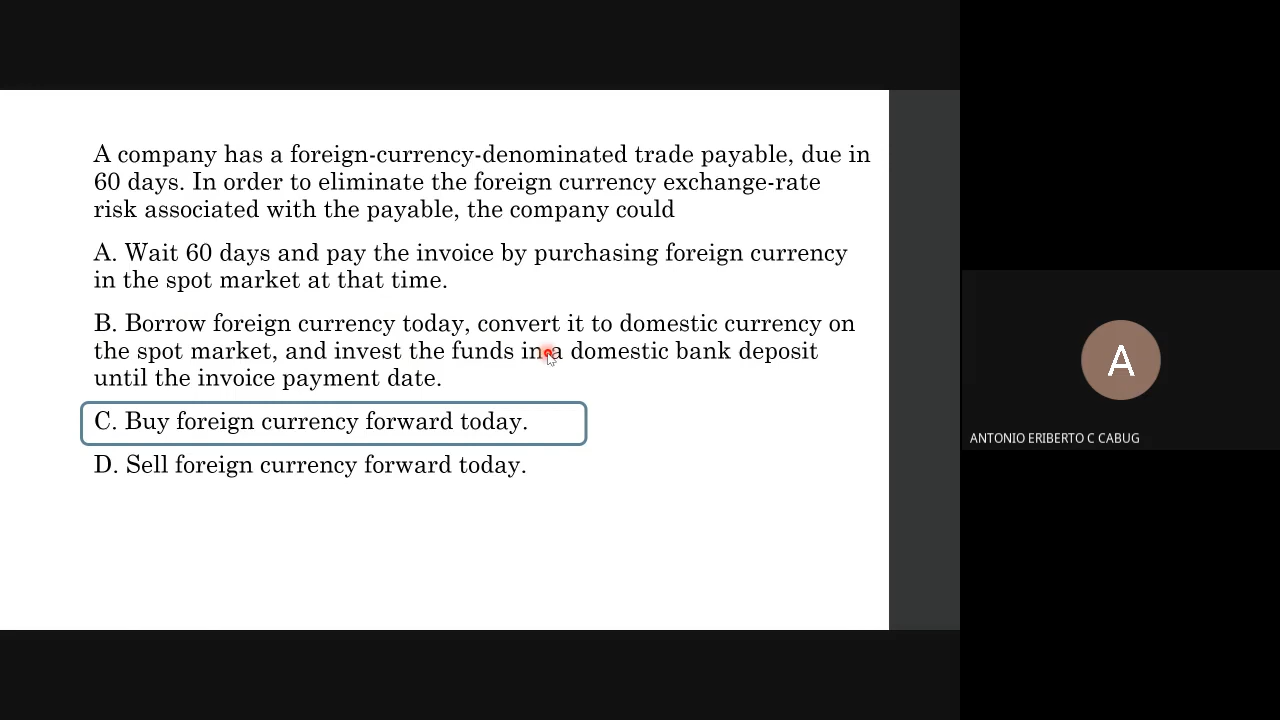 A company has a foreign-currency-denominated trade payable, due in
60 days. In order to eliminate the foreign currency exchange-rate
risk associated with the payable, the company could
A. Wait 60 days and pay the invoice by purchasing foreign currency
in the spot market at that time.
B. Borrow foreign currency today, convert it to domestic currency on
the spot market, and invest the funds in a domestic bank deposit
until the invoice payment date.
C. Buy foreign currency forward today.
D. Sell foreign currency forward today.
A
ANTONIO ERIBERTO C CABUG